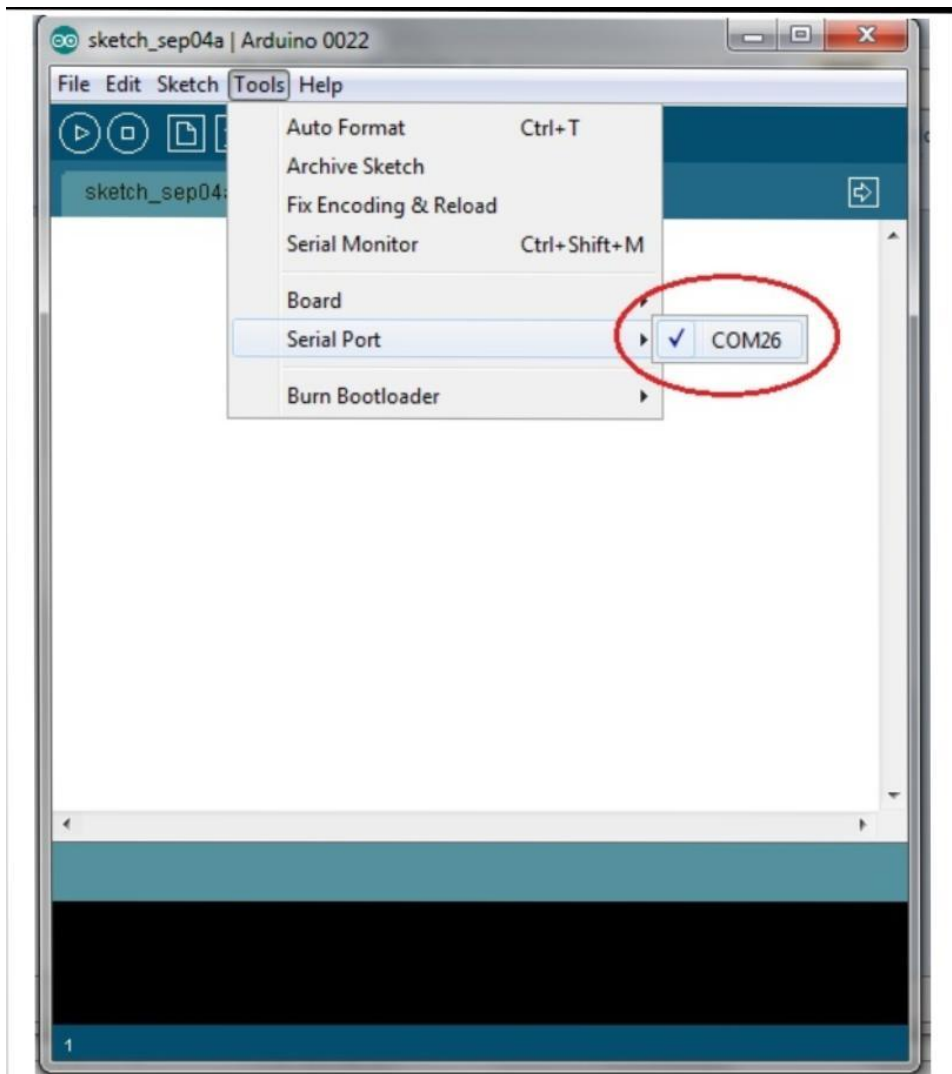 sketch_sep04a | Arduino 0022
File Edit Sketch Tools Help
Auto Format Ctrl+T
Archive Sketch
sketch_sep04a
Fix Encoding & Reload
Serial Monitor Ctrl+Shift+M
Board
Serial Port COM26
Burn Bootloader
1